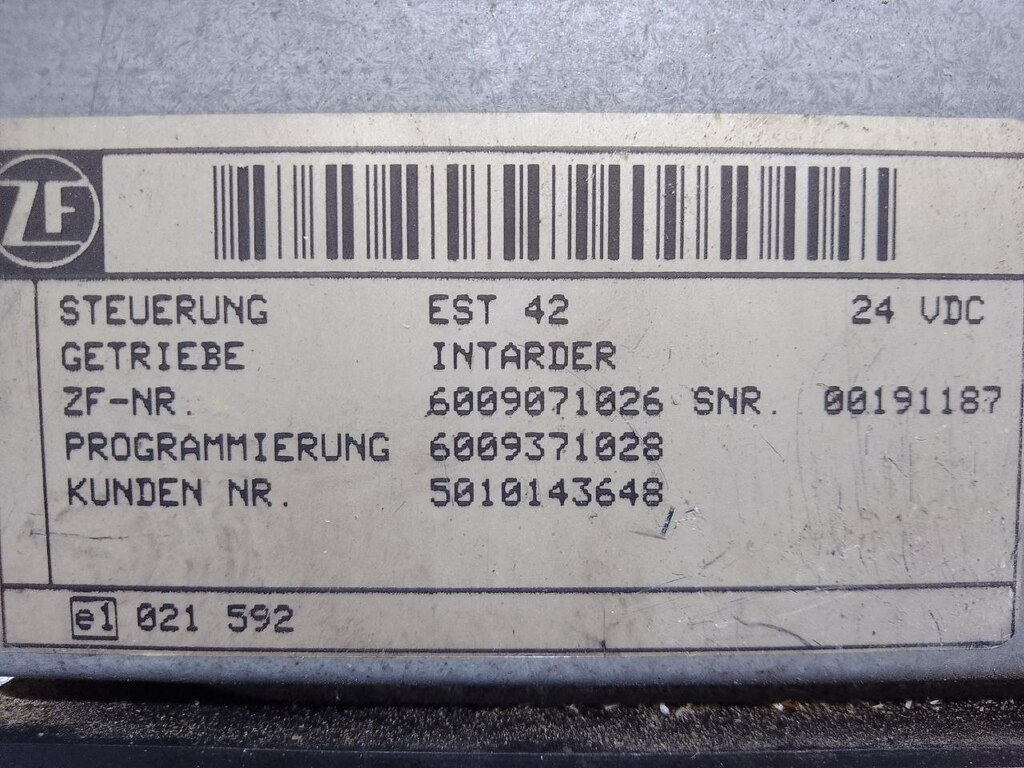 ZF
STEUERUNG EST 42 24 VDC
GETRIEBE INTARDER
ZF-NR. 6009071026 SNR. 00191187
PROGRAMMIERUNG 6009371028
KUNDEN NR. 5010143648
e1 021 592